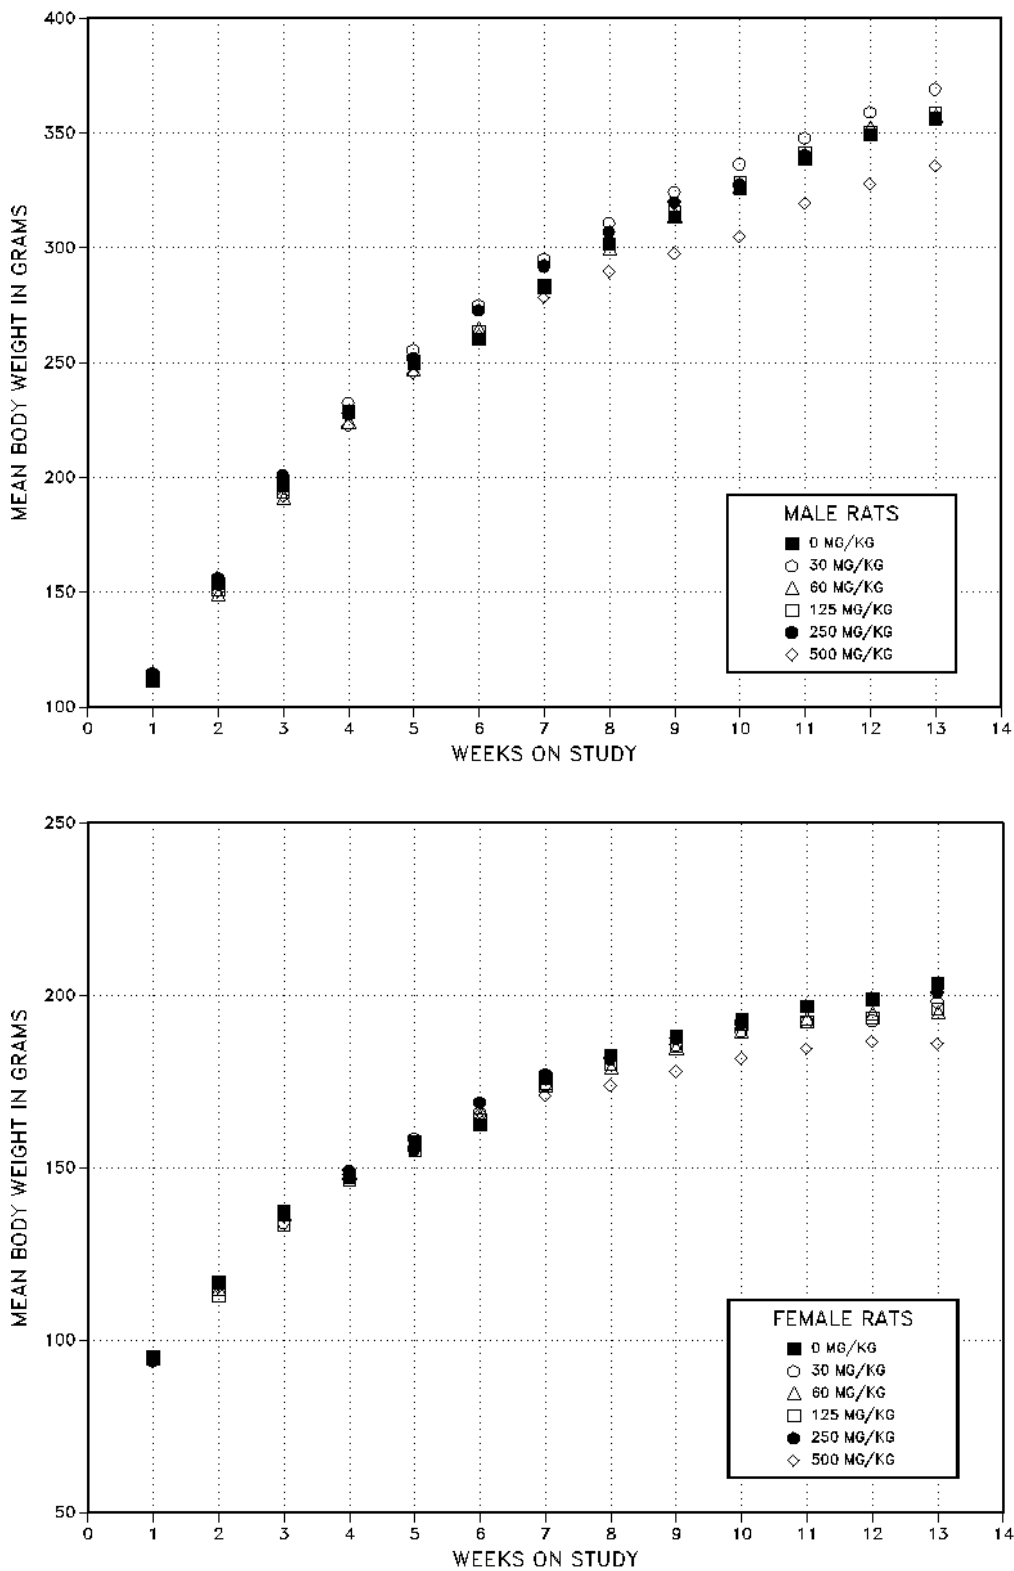 400
350
300
250
200
150
100
MEAN BODY WEIGHT IN GRAMS
MALE RATS
0 MG/KG
30 MG/KG
60 MG/KG
125 MG/KG
250 MG/KG
500 MG/KG
0 1 2 3 4 5 6 7 8 9 10 11 12 13 14
WEEKS ON STUDY
250
200
150
100
50
MEAN BODY WEIGHT IN GRAMS
FEMALE RATS
0 MG/KG
30 MG/KG
60 MG/KG
125 MG/KG
250 MG/KG
500 MG/KG
0 1 2 3 4 5 6 7 8 9 10 11 12 13 14
WEEKS ON STUDY